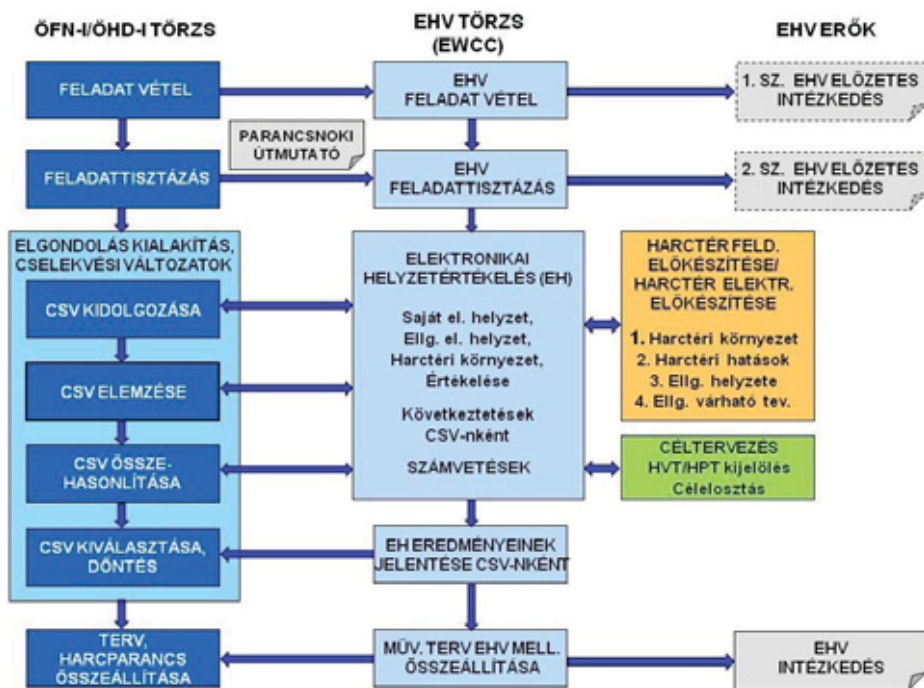 ÖFN-I/ÖHD-I TÖRZS
EHV TÖRZS
(EWCC)
EHV ERŐK
FELADAT VÉTEL
EHV
FELADAT VÉTEL
1. SZ. EHV ELŐZETES
INTÉZKEDÉS
PARANCSNOKI
ÚTMUTATÓ
FELADATTISZTÁZÁS
EHV
FELADATTISZTÁZÁS
2. SZ. EHV ELŐZETES
INTÉZKEDÉS
ELGONDOLÁS KIALAKÍTÁS,
CSELEKVÉSI VÁLTOZATOK
CSV KIDOLGOZÁSA
CSV ELEMZÉSE
CSV ÖSSZE-
HASONLÍTÁSA
CSV KIVÁLASZTÁSA,
DÖNTÉS
ELEKTRONIKAI
HELYZETÉRTÉKELÉS (EH)
Saját el. helyzet,
Ellg. el. helyzet,
Harctéri környezet,
Értékelése
Következtetések
CSV-nként
SZÁMVETÉSEK
HARCTÉR FELD.
ELŐKÉSZÍTÉSE/
HARCTÉR ELEKTR.
ELŐKÉSZÍTÉSE
1. Harctéri környezet
2. Harctéri hatások
3. Ellg. helyzete
4. Ellg. várható tev.
CÉLTERVEZÉS
HVT/HPT kijelölés
Célelosztás
EH EREDMÉNYEINEK
JELENTÉSE CSV-NKÉNT
TERV,
HARCPARANCS
ÖSSZEÁLLÍTÁSA
MŰV. TERV EHV MELL.
ÖSSZEÁLLÍTÁSA
EHV
INTÉZKEDÉS